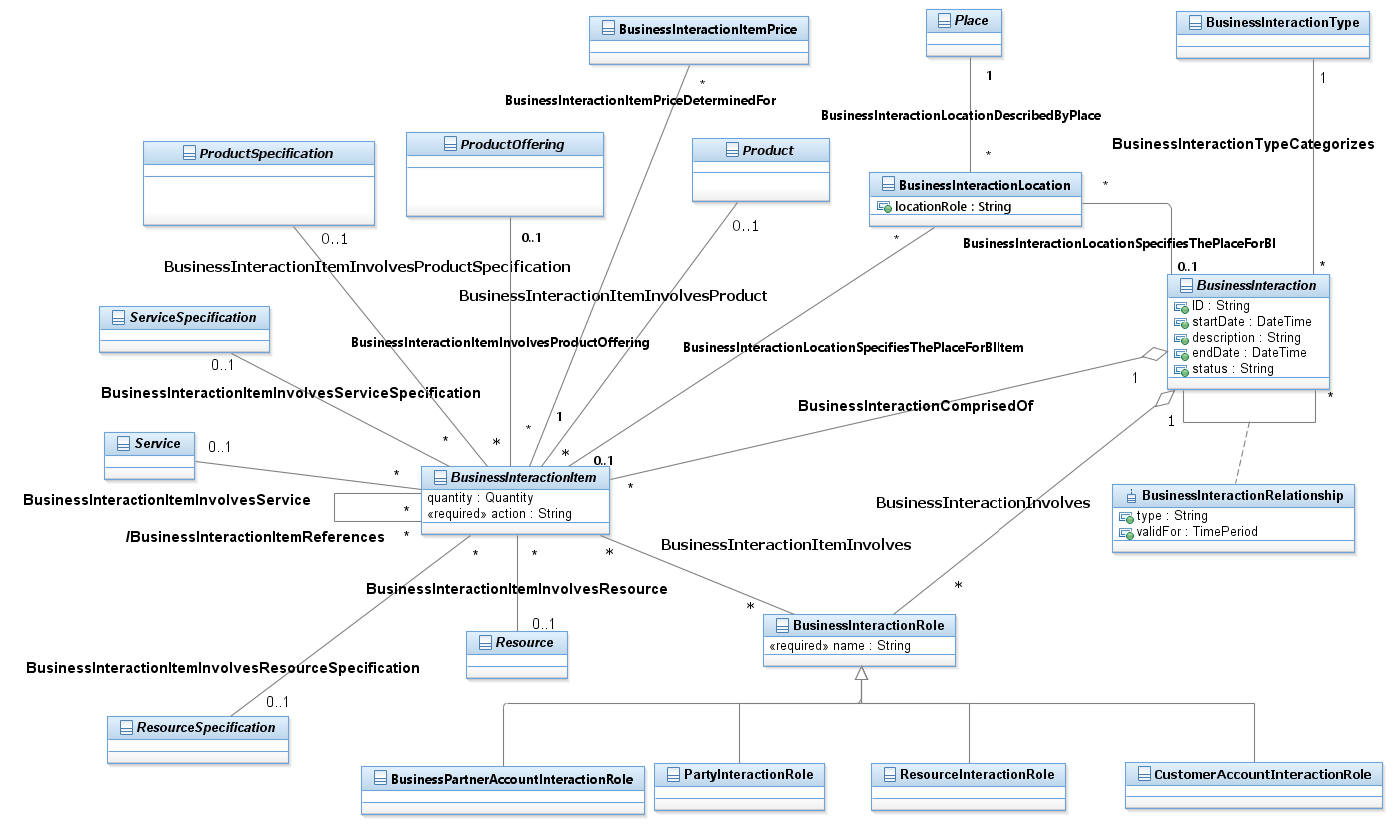 BusinessInteractionItemPrice
Place
BusinessInteractionType
*
1
1
BusinessInteractionItemPriceDeterminedFor
BusinessInteractionLocationDescribedByPlace
ProductSpecification
ProductOffering
Product
BusinessInteractionTypeCategorizes
*
BusinessInteractionLocation
locationRole : String
*
0..1
0..1
0..1
*
BusinessInteractionLocationSpecifiesThePlaceForBI
BusinessInteractionItemInvolvesProductSpecification
0..1
*
BusinessInteractionItemInvolvesProduct
BusinessInteraction
ID : String
startDate : DateTime
description : String
endDate : DateTime
status : String
ServiceSpecification
BusinessInteractionItemInvolvesProductOffering
BusinessInteractionLocationSpecifiesThePlaceForBIItem
0..1
1
*
BusinessInteractionItemInvolvesServiceSpecification
BusinessInteractionComprisedOf
1
1
Service
0..1
*
*
*
*
0..1
*
*
BusinessInteractionItem
quantity : Quantity
«required» action : String
BusinessInteractionItemInvolvesService
*
BusinessInteractionInvolves
BusinessInteractionRelationship
type : String
validFor : TimePeriod
/BusinessInteractionItemReferences
*
*
*
*
BusinessInteractionItemInvolves
BusinessInteractionItemInvolvesResource
*
*
0..1
BusinessInteractionRole
«required» name : String
Resource
BusinessInteractionItemInvolvesResourceSpecification
0..1
ResourceSpecification
BusinessPartnerAccountInteractionRole
PartyInteractionRole
ResourceInteractionRole
CustomerAccountInteractionRole